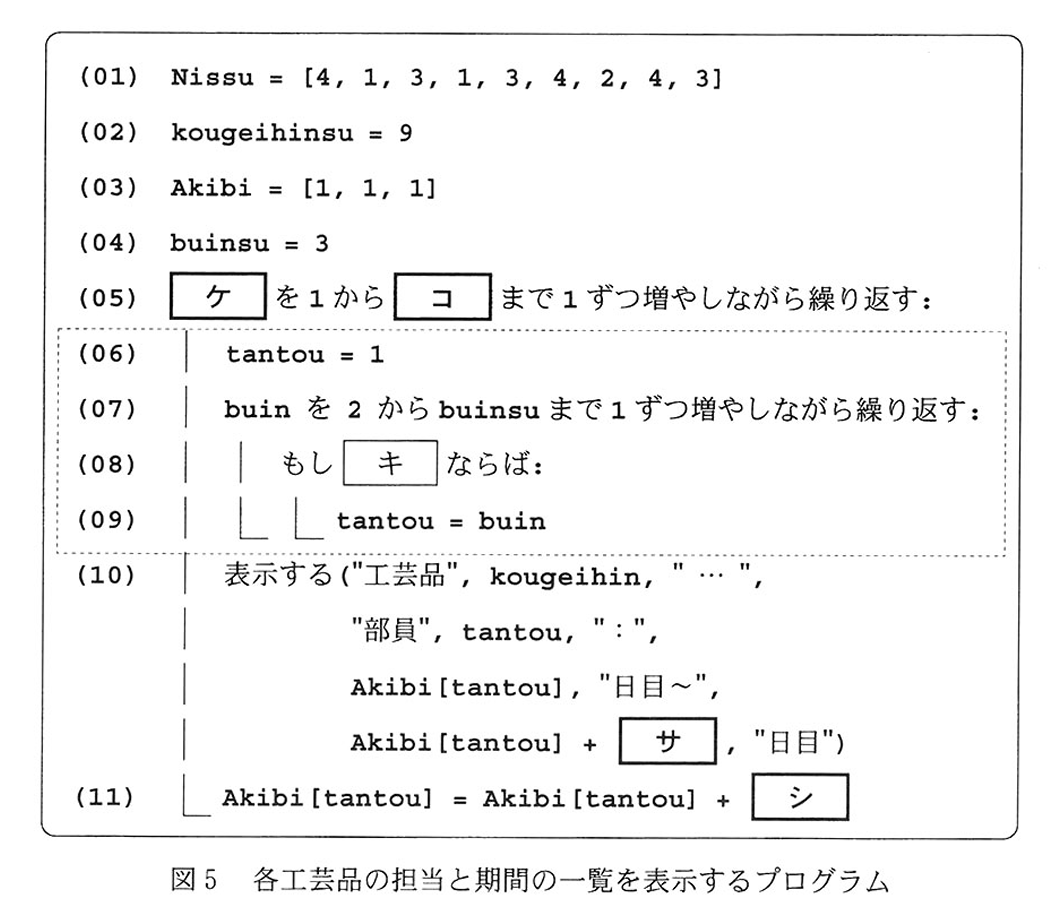 (01) Nissu = [4, 1, 3, 1, 3, 4, 2, 4, 3]
(02) kougeihinsu = 9
(03) Akibi = [1, 1, 1]
(04) buinsu = 3
(05) ケ を1から コ まで1ずつ増やしながら繰り返す:
(06) tantou = 1
(07) buin を 2 から buinsu まで1ずつ増やしながら繰り返す:
(08) もし キ ならば:
(09) tantou = buin
(10) 表示する("工芸品", kougeihin, " … ",
"部員", tantou, ":",
Akibi[tantou], "日目~",
Akibi[tantou] + サ , "日目")
(11) Akibi[tantou] = Akibi[tantou] + シ
図5 各工芸品の担当と期間の一覧を表示するプログラム